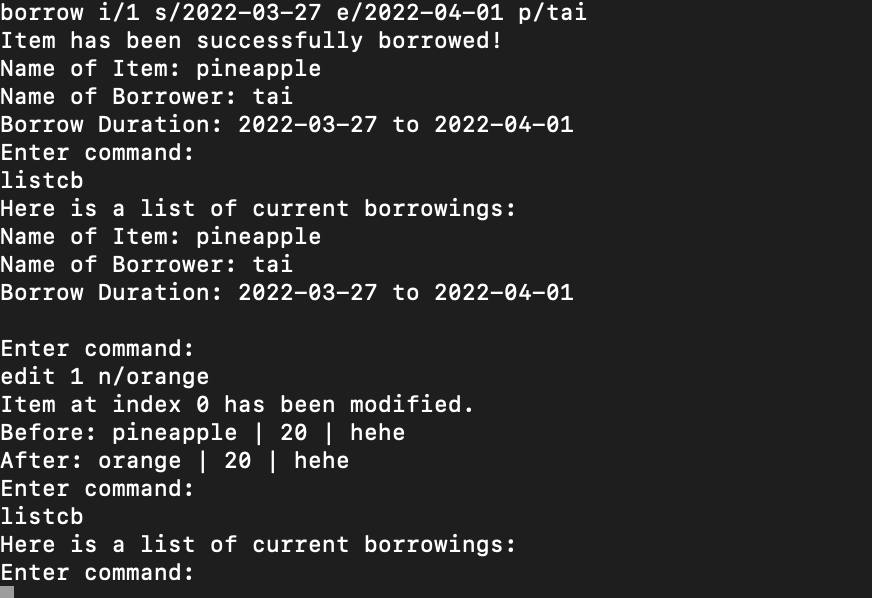 borrow i/1 s/2022-03-27 e/2022-04-01 p/tai
Item has been successfully borrowed!
Name of Item: pineapple
Name of Borrower: tai
Borrow Duration: 2022-03-27 to 2022-04-01
Enter command:
listcb
Here is a list of current borrowings:
Name of Item: pineapple
Name of Borrower: tai
Borrow Duration: 2022-03-27 to 2022-04-01
Enter command:
edit 1 n/orange
Item at index 0 has been modified.
Before: pineapple | 20 | hehe
After: orange | 20 | hehe
Enter command:
listcb
Here is a list of current borrowings:
Enter command: